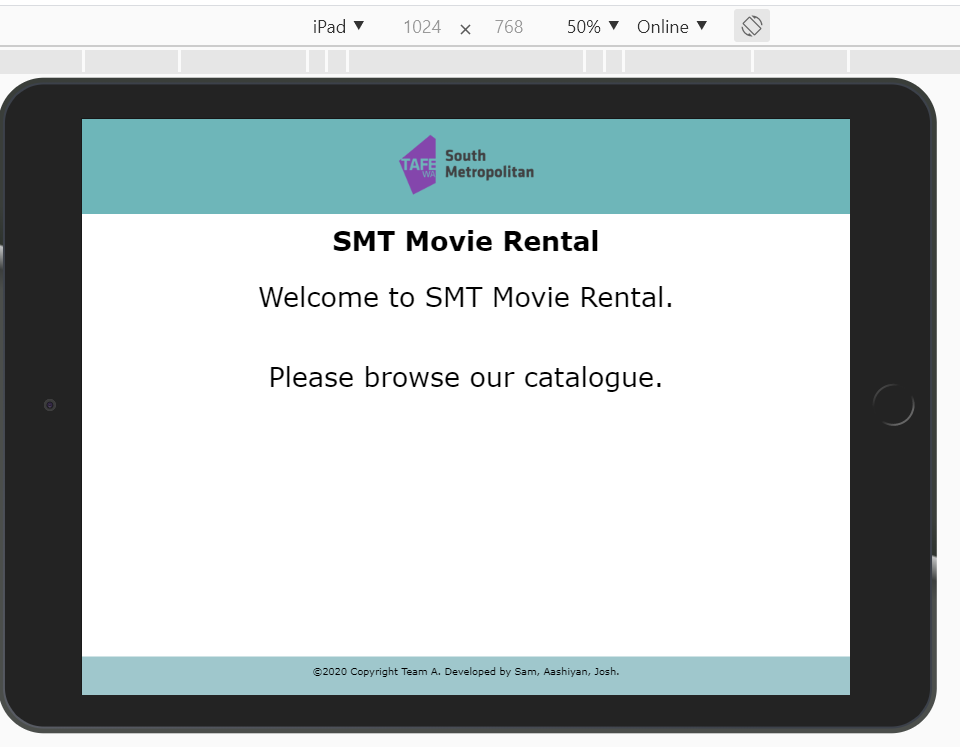 iPad ▼ 1024 × 768 50% ▼ Online ▼
TAFE
WA
South
Metropolitan
SMT Movie Rental
Welcome to SMT Movie Rental.
Please browse our catalogue.
©2020 Copyright Team A. Developed by Sam, Aashiyan, Josh.